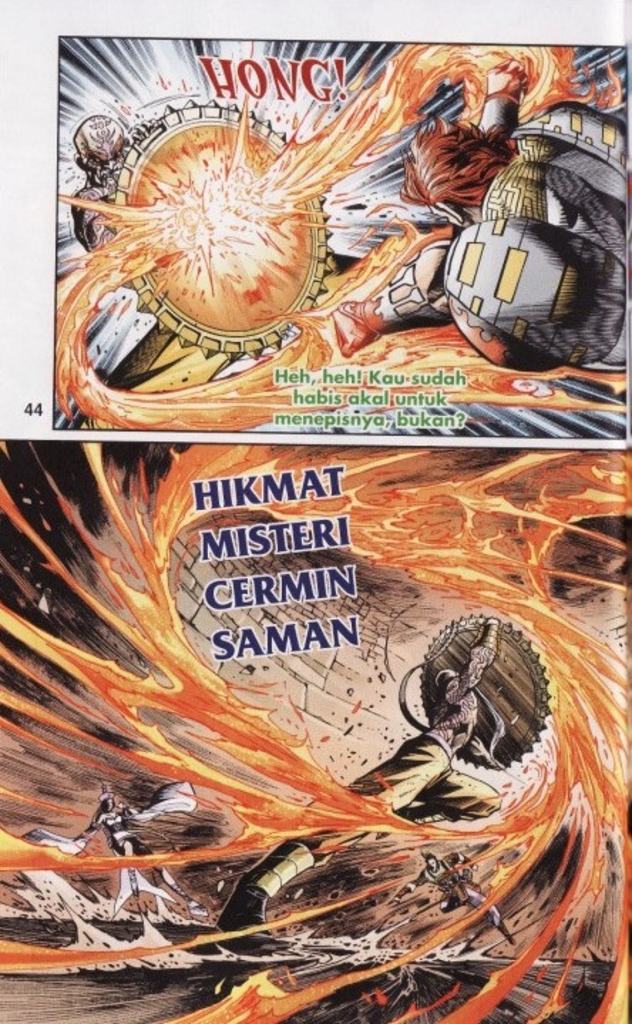 HONG!
Heh, heh! Kau sudah
habis akal untuk
menepisnya, bukan?
44
HIKMAT
MISTERI
CERMIN
SAMAN